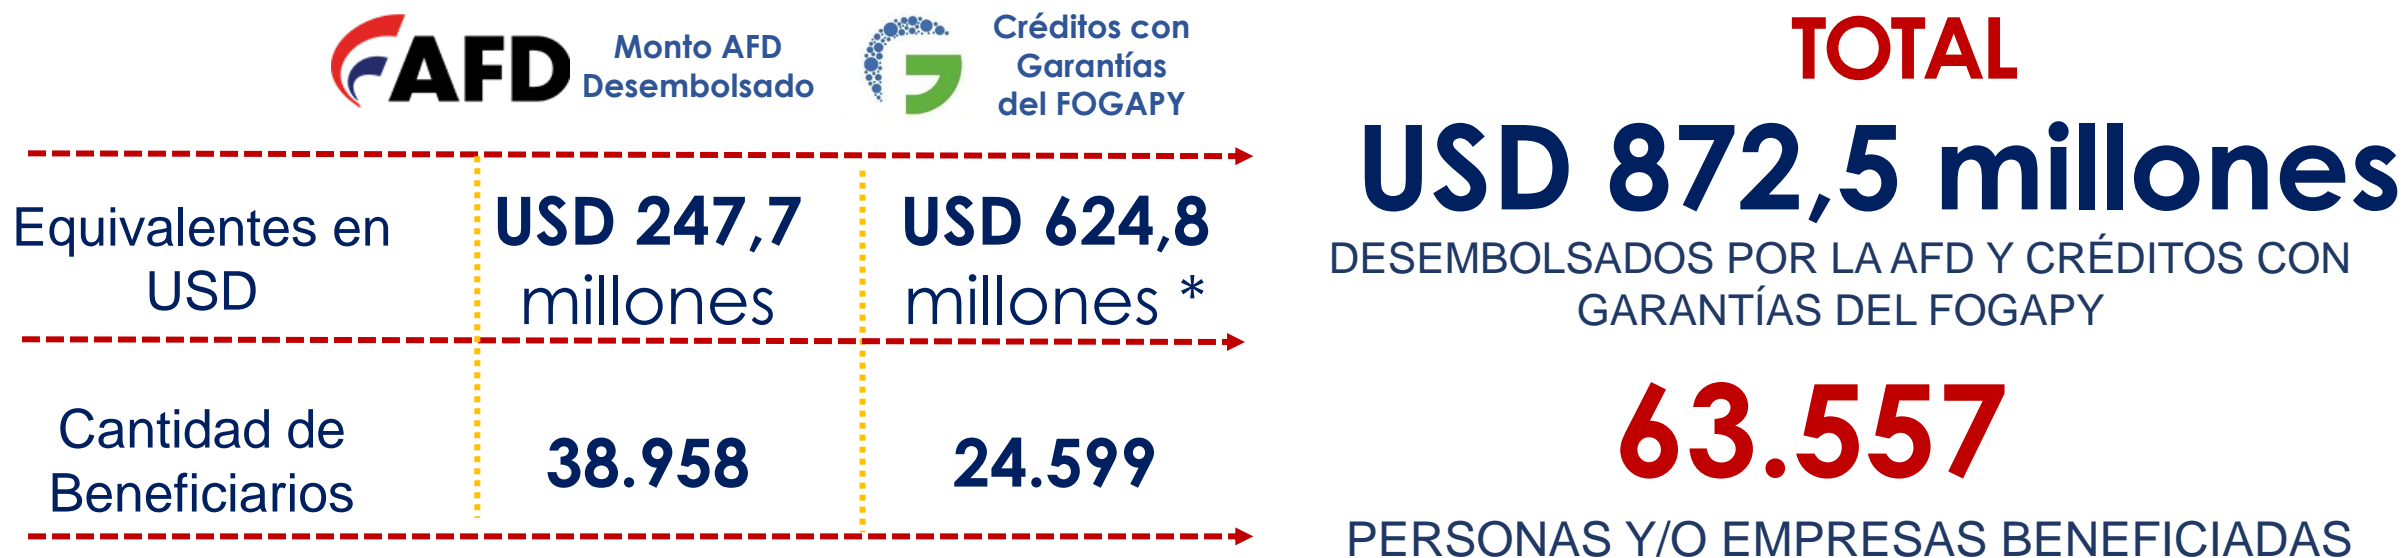 AFD
Monto AFD
Desembolsado
Créditos con
Garantías
del FOGAPY
Equivalentes en
USD
USD 247,7
millones
USD 624,8
millones *
Cantidad de
Beneficiarios
38.958
24.599
TOTAL
USD 872,5 millones
DESEMBOLSADOS POR LA AFD Y CRÉDITOS CON
GARANTÍAS DEL FOGAPY
63.557
PERSONAS Y/O EMPRESAS BENEFICIADAS